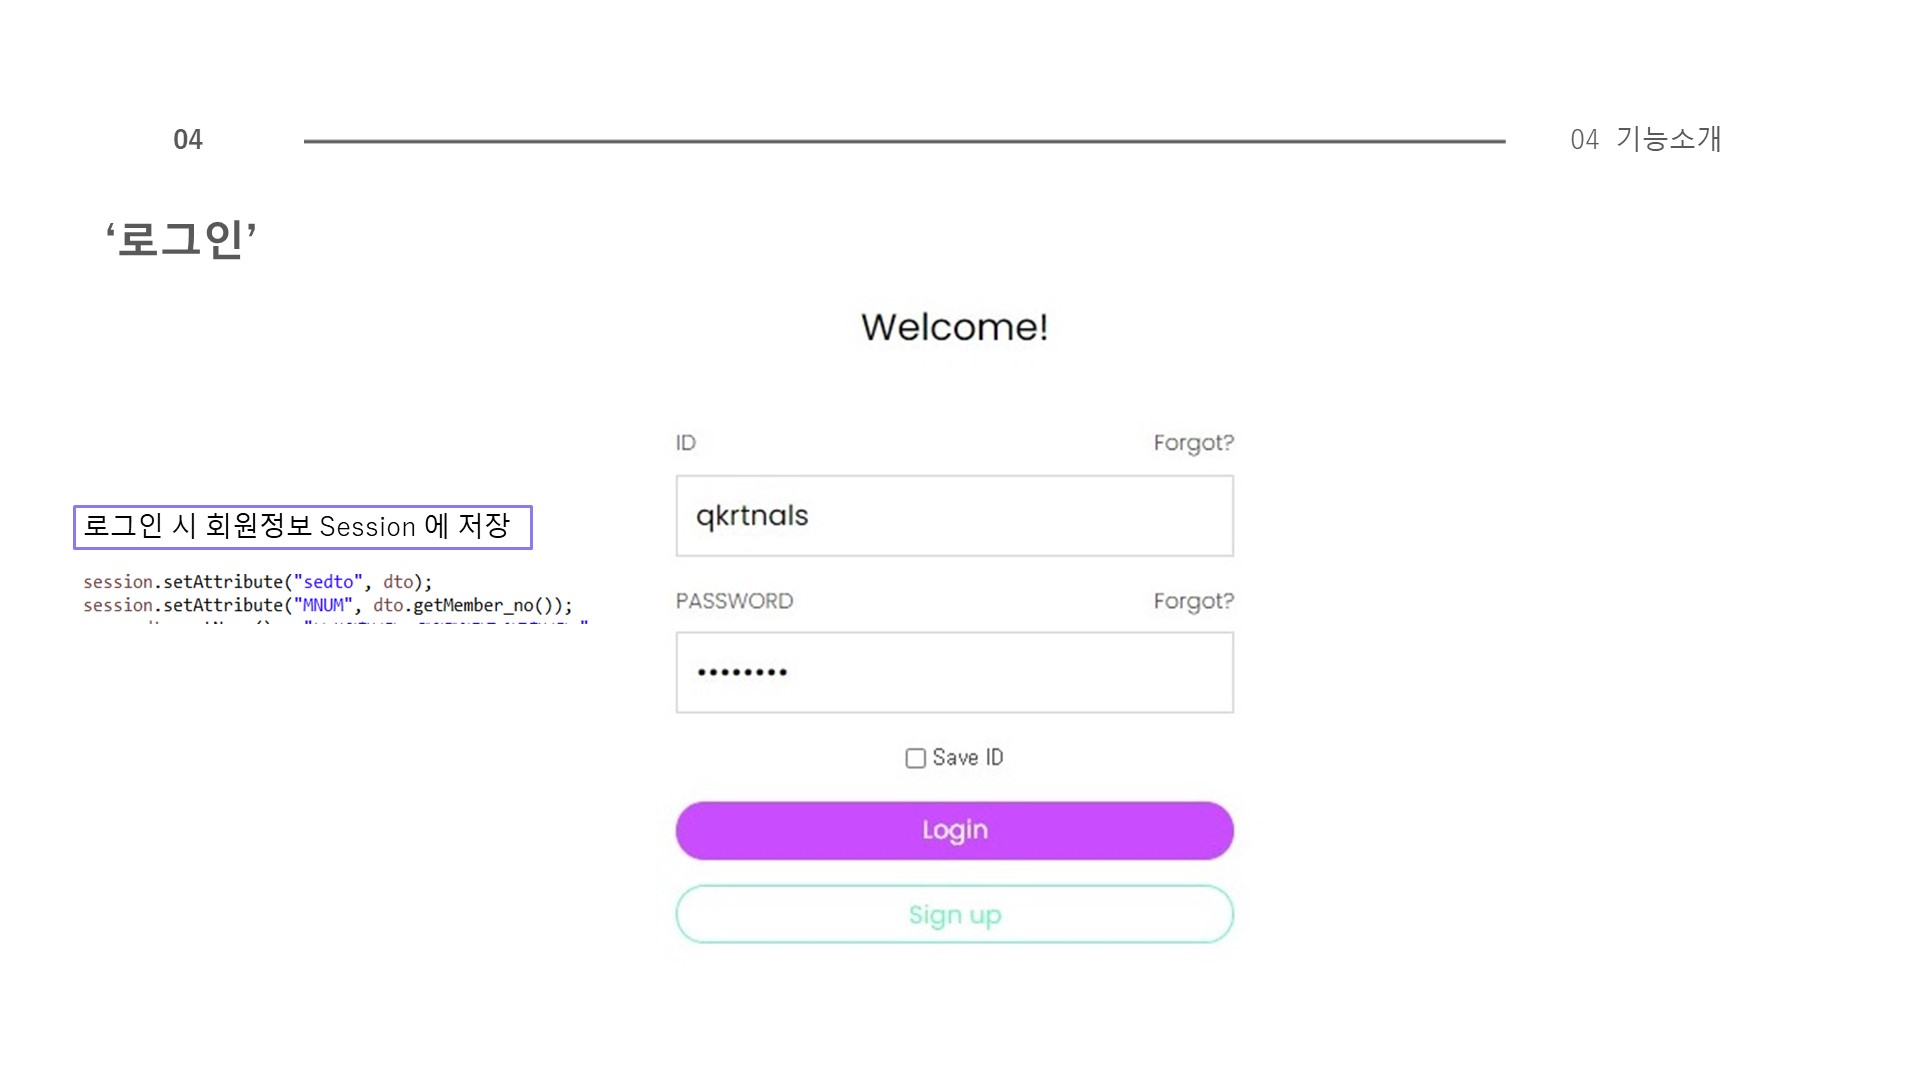 04
04 기능소개
‘로그인’
Welcome!
ID
Forgot?
qkrtnals
로그인 시 회원정보 Session 에 저장
session.setAttribute("sedto", dto);
session.setAttribute("MNUM", dto.getMember_no());
PASSWORD
Forgot?
••••••••
Save ID
Login
Sign up